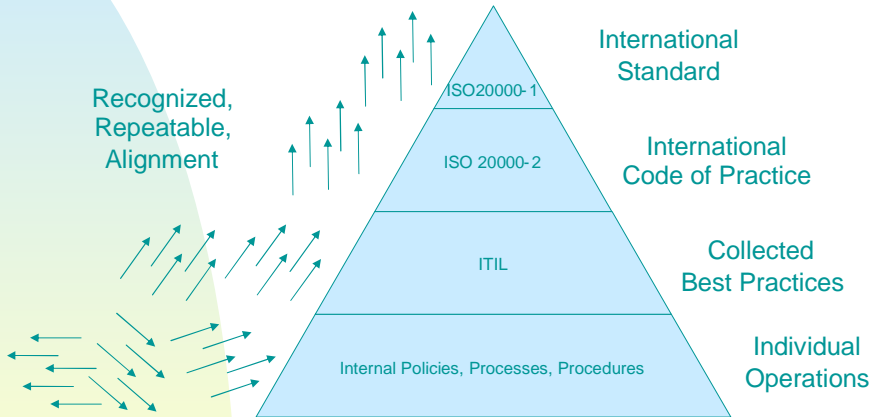 International
Standard
ISO20000-1
Recognized,
Repeatable,
Alignment
ISO 20000-2
International
Code of Practice
ITIL
Collected
Best Practices
Internal Policies, Processes, Procedures
Individual
Operations